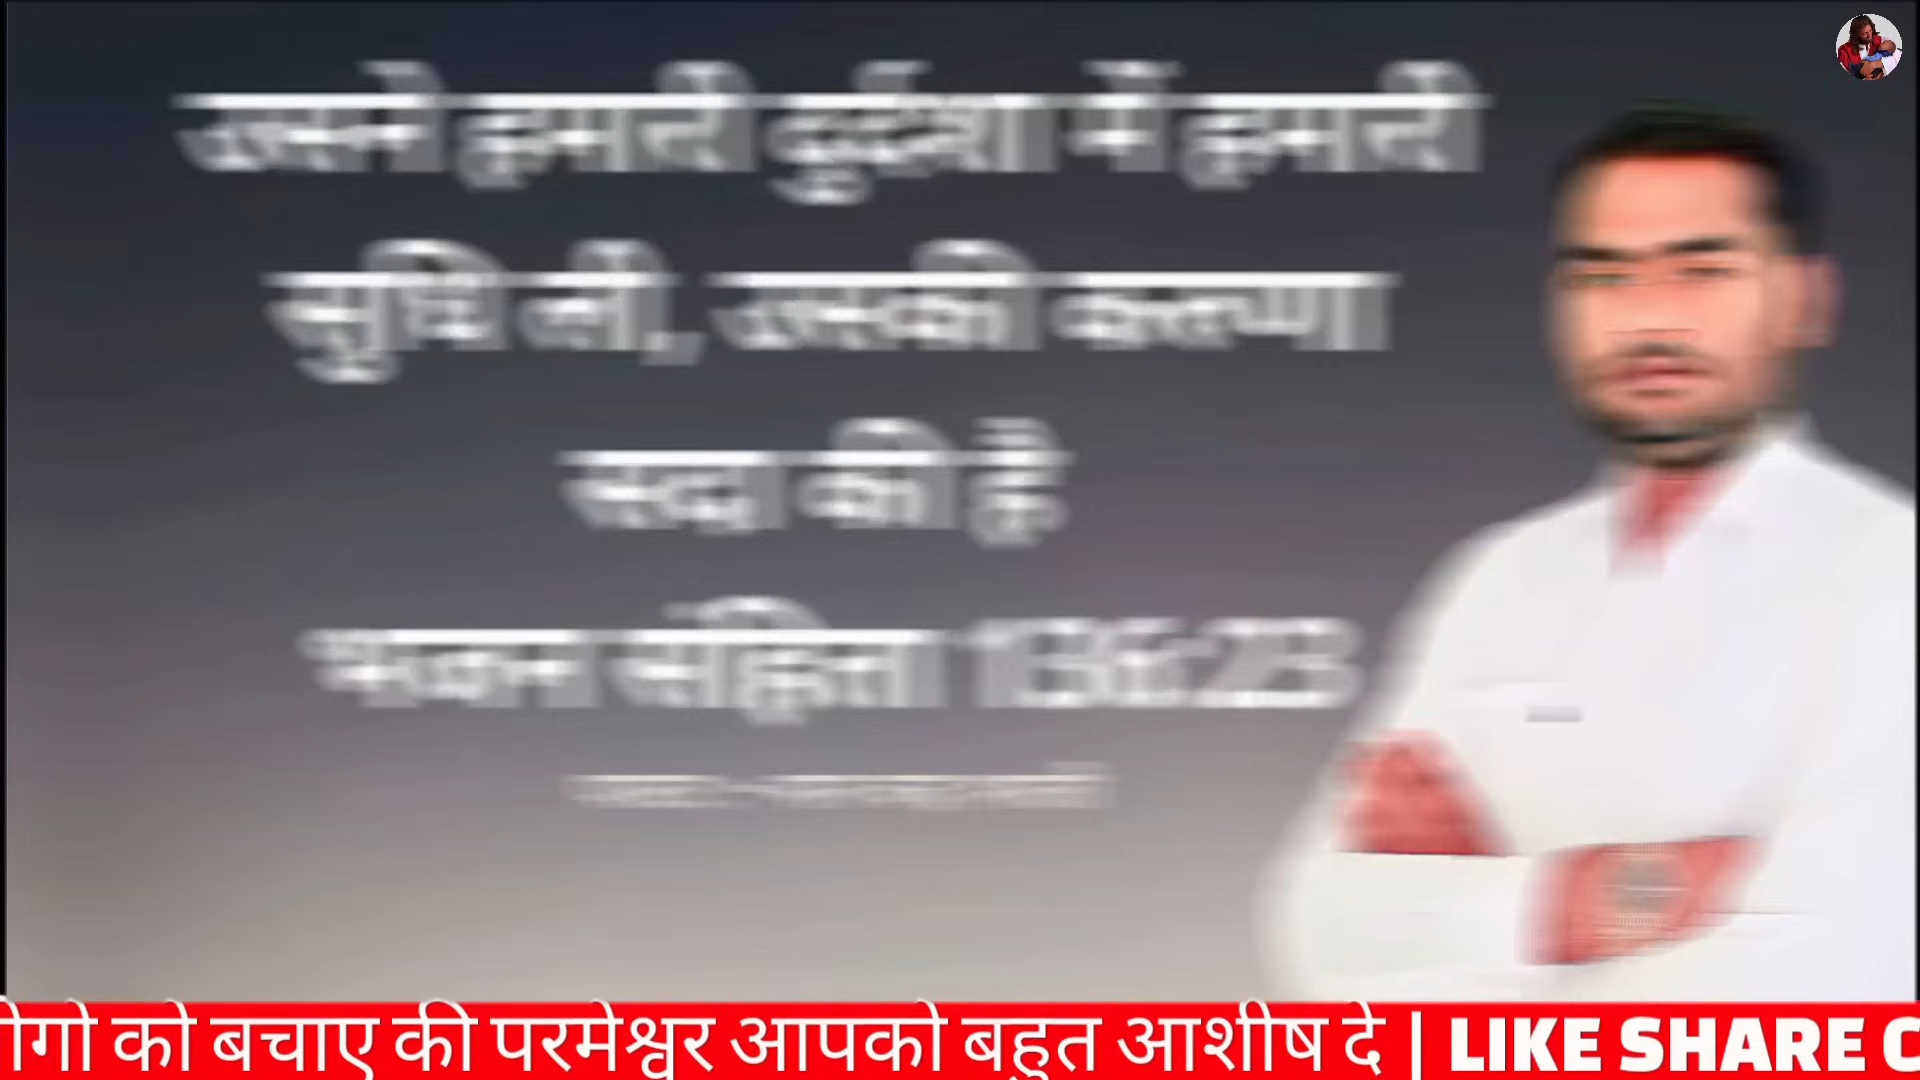 उसने हमारी दुर्दशा में हमारी
सुधि ली, उसकी करुणा
सदा की है
भजन संहिता 136:23
को बचाए की परमेश्वर आपको बहुत आशीष दे | LIKE SHARE